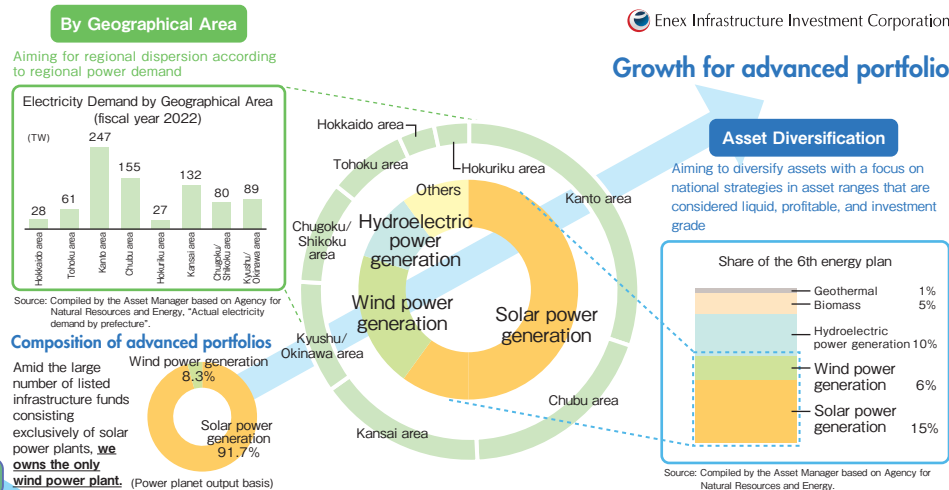 By Geographical Area
Aiming for regional dispersion according
to regional power demand
Electricity Demand by Geographical Area
(fiscal year 2022)
(TW)
28
61
247
155
27
132
80
89
Hokkaido area
Tohoku area
Kanto area
Chubu area
Hokuriku area
Kansai area
Chugoku/
Shikoku area
Kyushu/
Okinawa area
Source: Compiled by the Asset Manager based on Agency for
Natural Resources and Energy, "Actual electricity
demand by prefecture".
Composition of advanced portfolios
Amid the large
number of listed
infrastructure funds
consisting
exclusively of solar
power plants, we
owns the only
wind power plant.
Wind power generation
8.3%
Solar power
generation
91.7%
(Power planet output basis)
Hokkaido area
Tohoku area
Hokuriku area
Kanto area
Chugoku/
Shikoku
area
Kyushu/
Okinawa area
Kansai area
Chubu area
Others
Hydroelectric
power
generation
Wind power
generation
Solar power
generation
Enex Infrastructure Investment Corporation
Growth for advanced portfolio
Asset Diversification
Aiming to diversify assets with a focus on
national strategies in asset ranges that are
considered liquid, profitable, and investment
grade
Share of the 6th energy plan
Geothermal 1%
Biomass 5%
Hydroelectric
power generation 10%
Wind power
generation 6%
Solar power
generation 15%
Source: Compiled by the Asset Manager based on Agency for
Natural Resources and Energy.